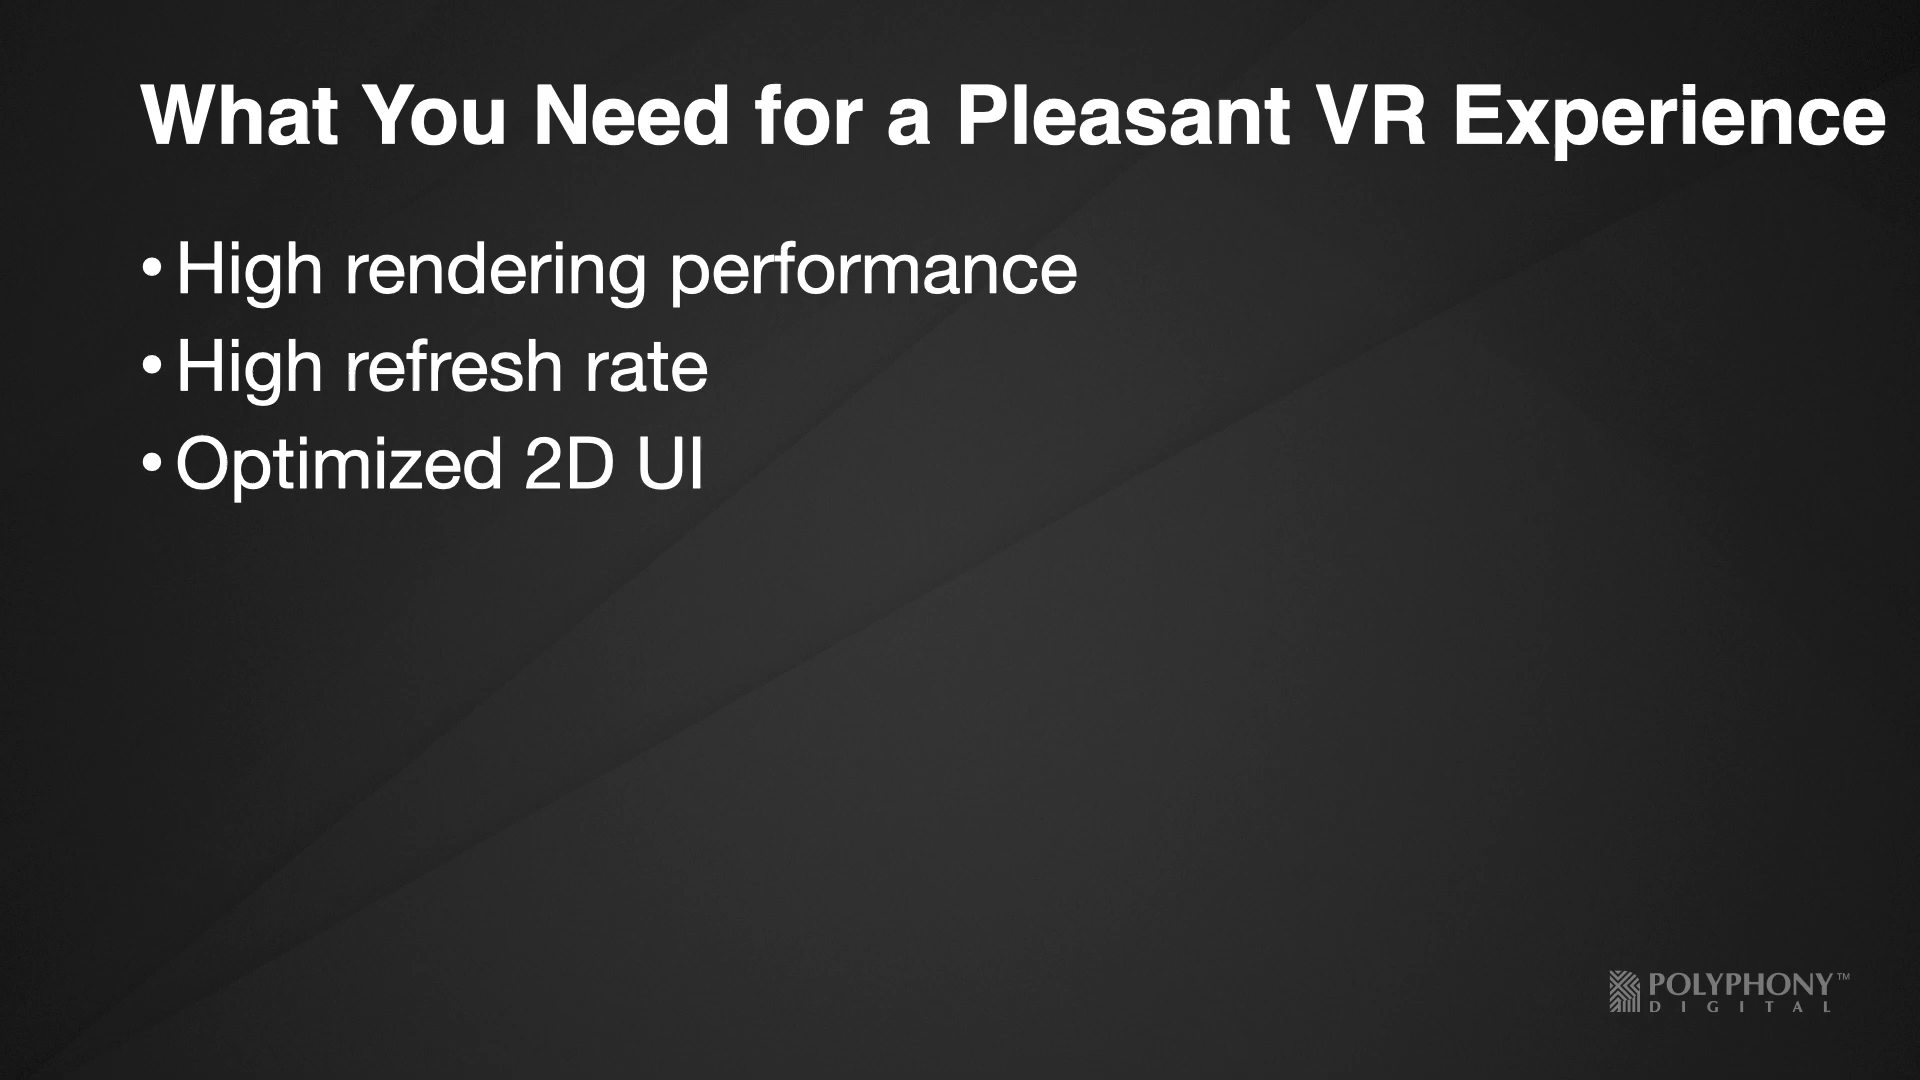 What You Need for a Pleasant VR Experience
• High rendering performance
• High refresh rate
• Optimized 2D UI
POLYPHONY™
DIGITAL